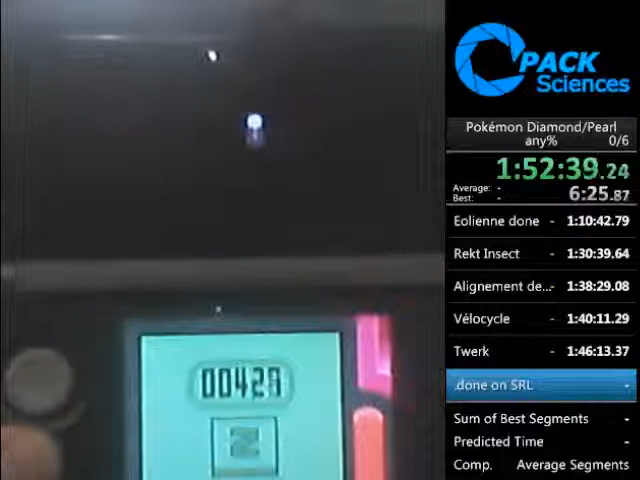 PACK
Sciences
Pokémon Diamond/Pearl
any% 0/6
1:52:39.24
Average: -
Best: -
6:25.87
Eolienne done - 1:10:42.79
Rekt Insect - 1:30:39.64
Alignement de... - 1:38:29.08
Vélocycle - 1:40:11.29
Twerk - 1:46:13.37
.done on SRL -
Sum of Best Segments -
Predicted Time -
Comp. Average Segments